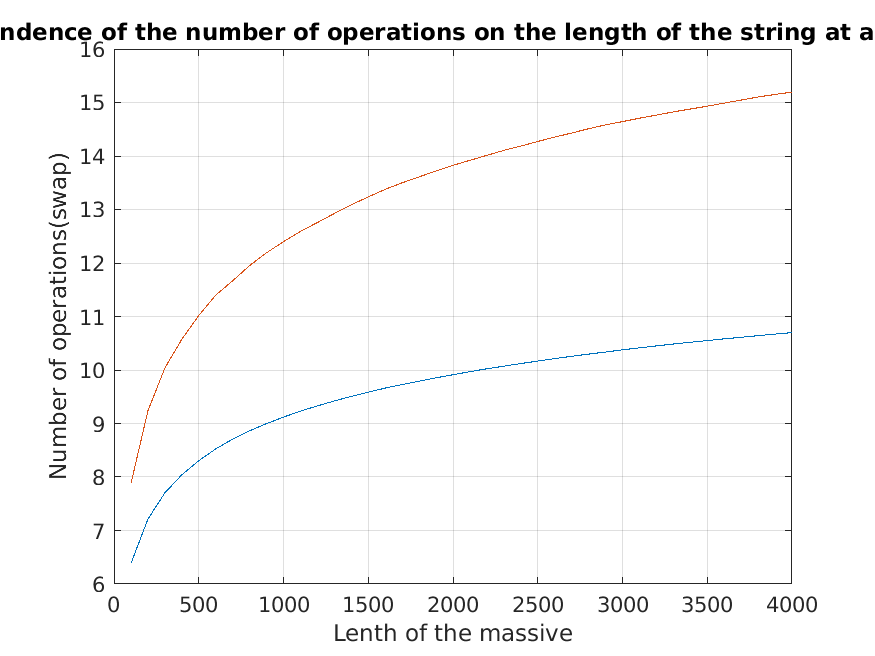 ndence of the number of operations on the length of the string at a
16
15
14
13
12
11
10
9
8
7
6
Number of operations(swap)
0 500 1000 1500 2000 2500 3000 3500 4000
Lenth of the massive